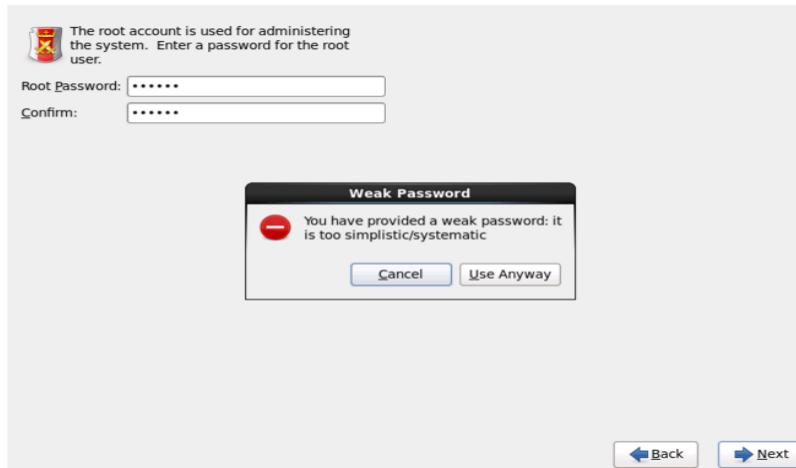 The root account is used for administering
the system.  Enter a password for the root
user.
Root Password: ••••••
Confirm: ••••••
Weak Password
You have provided a weak password: it
is too simplistic/systematic
Cancel Use Anyway
Back Next